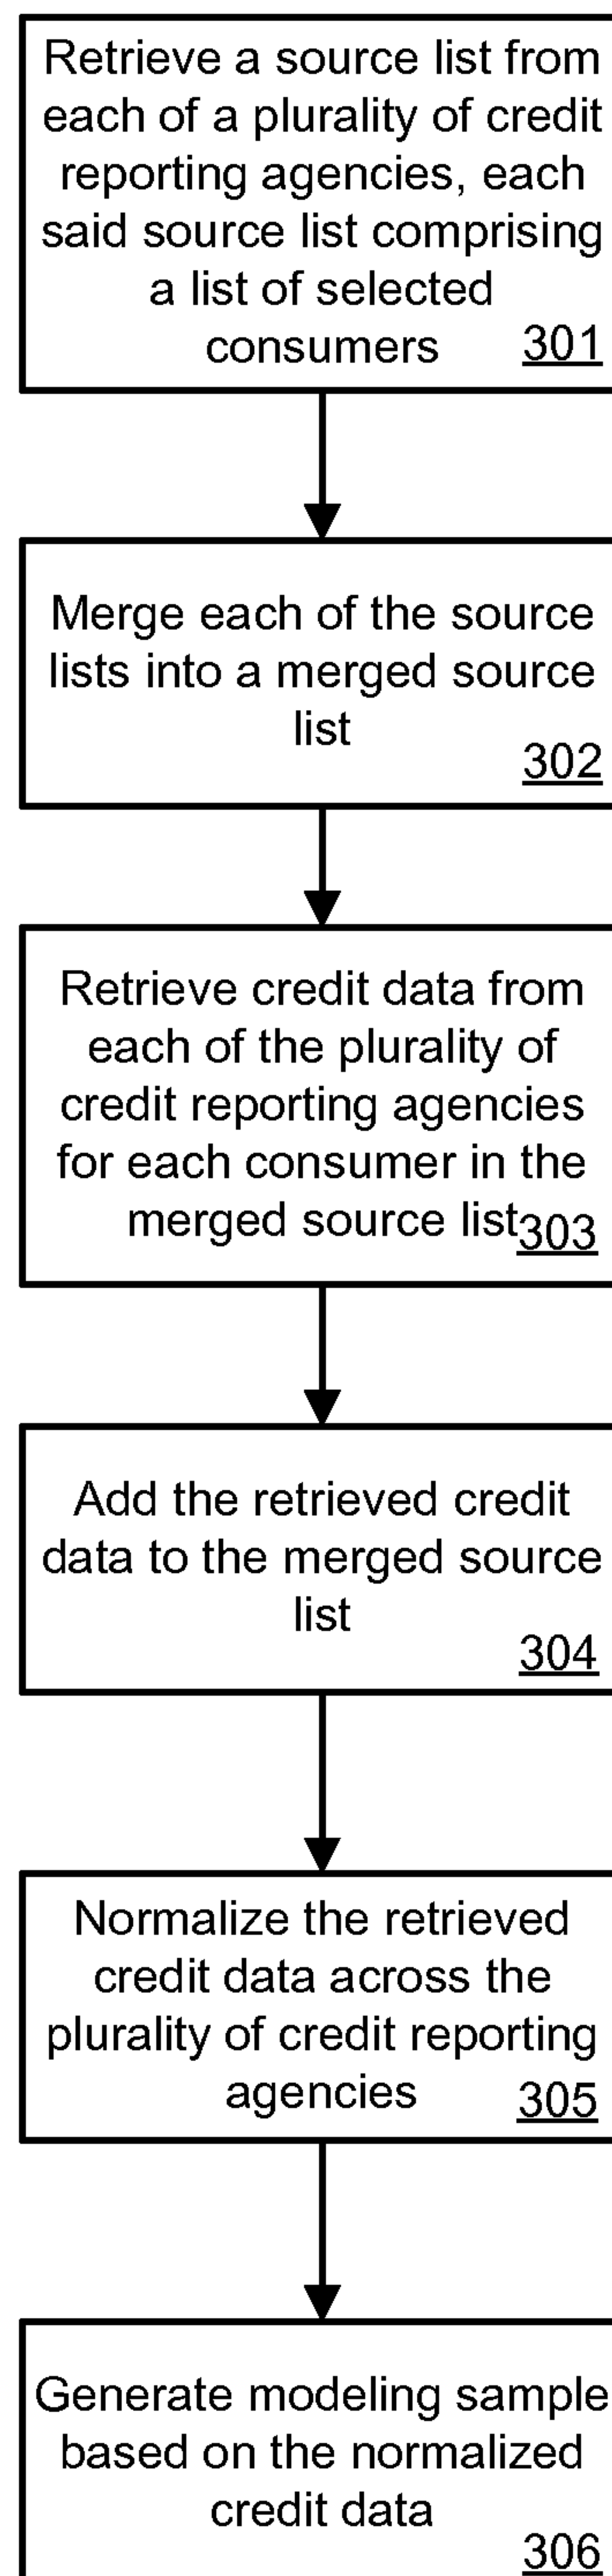 Retrieve a source list from
each of a plurality of credit
reporting agencies, each
said source list comprising
a list of selected
consumers 301
Merge each of the source
lists into a merged source
list
302
Retrieve credit data from
each of the plurality of
credit reporting agencies
for each consumer in the
merged source list 303
Add the retrieved credit
data to the merged source
list
304
Normalize the retrieved
credit data across the
plurality of credit reporting
agencies 305
Generate modeling sample
based on the normalized
credit data
306